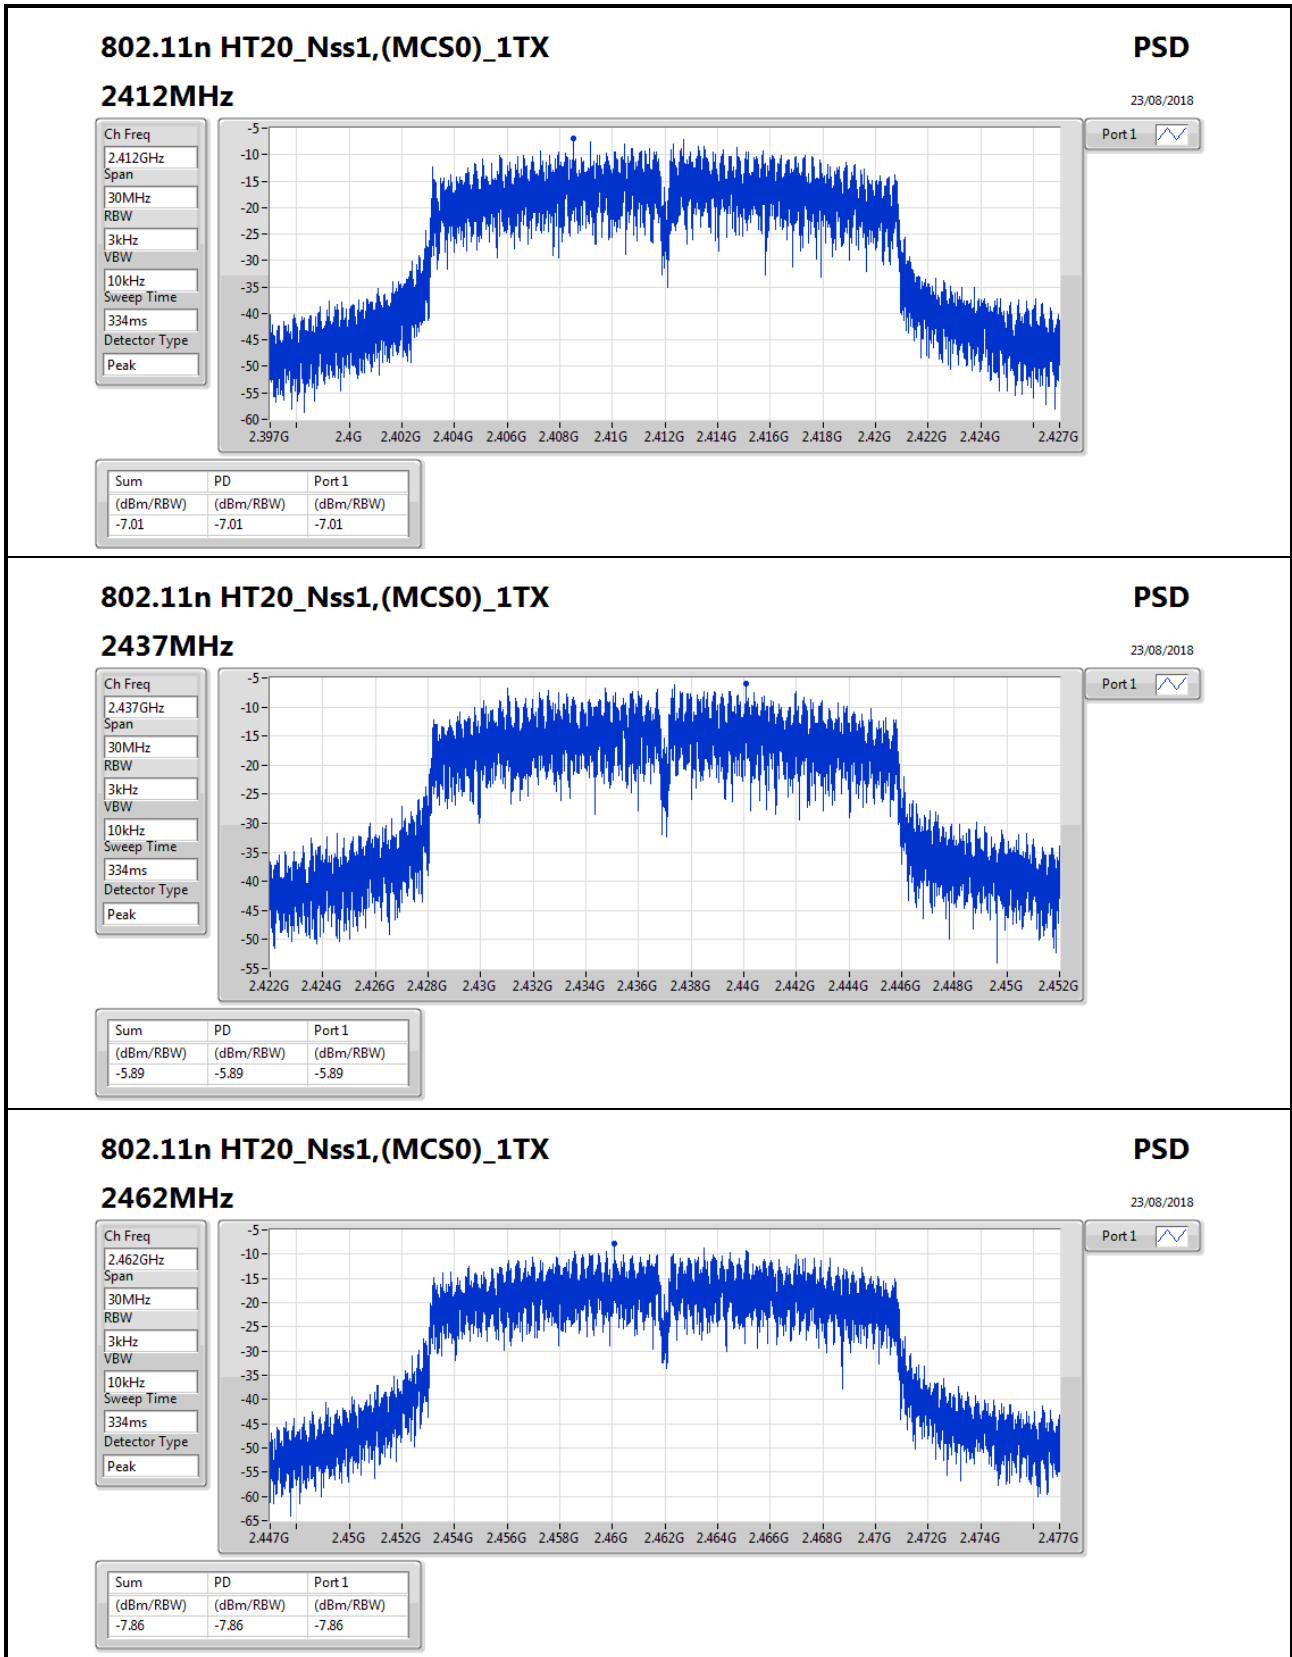 802.11n HT20_Nss1,(MCS0)_1TX PSD
2412MHz 23/08/2018
Ch Freq
2.412GHz
Span
30MHz
RBW
3kHz
VBW
10kHz
Sweep Time
334ms
Detector Type
Peak
-5
-10
-15
-20
-25
-30
-35
-40
-45
-50
-55
-60
2.397G 2.4G 2.402G 2.404G 2.406G 2.408G 2.41G 2.412G 2.414G 2.416G 2.418G 2.42G 2.422G 2.424G 2.427G
Port 1
Sum PD Port 1
(dBm/RBW) (dBm/RBW) (dBm/RBW)
-7.01 -7.01 -7.01
802.11n HT20_Nss1,(MCS0)_1TX PSD
2437MHz 23/08/2018
Ch Freq
2.437GHz
Span
30MHz
RBW
3kHz
VBW
10kHz
Sweep Time
334ms
Detector Type
Peak
-5
-10
-15
-20
-25
-30
-35
-40
-45
-50
-55
2.422G 2.424G 2.426G 2.428G 2.43G 2.432G 2.434G 2.436G 2.438G 2.44G 2.442G 2.444G 2.446G 2.448G 2.45G 2.452G
Port 1
Sum PD Port 1
(dBm/RBW) (dBm/RBW) (dBm/RBW)
-5.89 -5.89 -5.89
802.11n HT20_Nss1,(MCS0)_1TX PSD
2462MHz 23/08/2018
Ch Freq
2.462GHz
Span
30MHz
RBW
3kHz
VBW
10kHz
Sweep Time
334ms
Detector Type
Peak
-5
-10
-15
-20
-25
-30
-35
-40
-45
-50
-55
-60
-65
2.447G 2.45G 2.452G 2.454G 2.456G 2.458G 2.46G 2.462G 2.464G 2.466G 2.468G 2.47G 2.472G 2.474G 2.477G
Port 1
Sum PD Port 1
(dBm/RBW) (dBm/RBW) (dBm/RBW)
-7.86 -7.86 -7.86